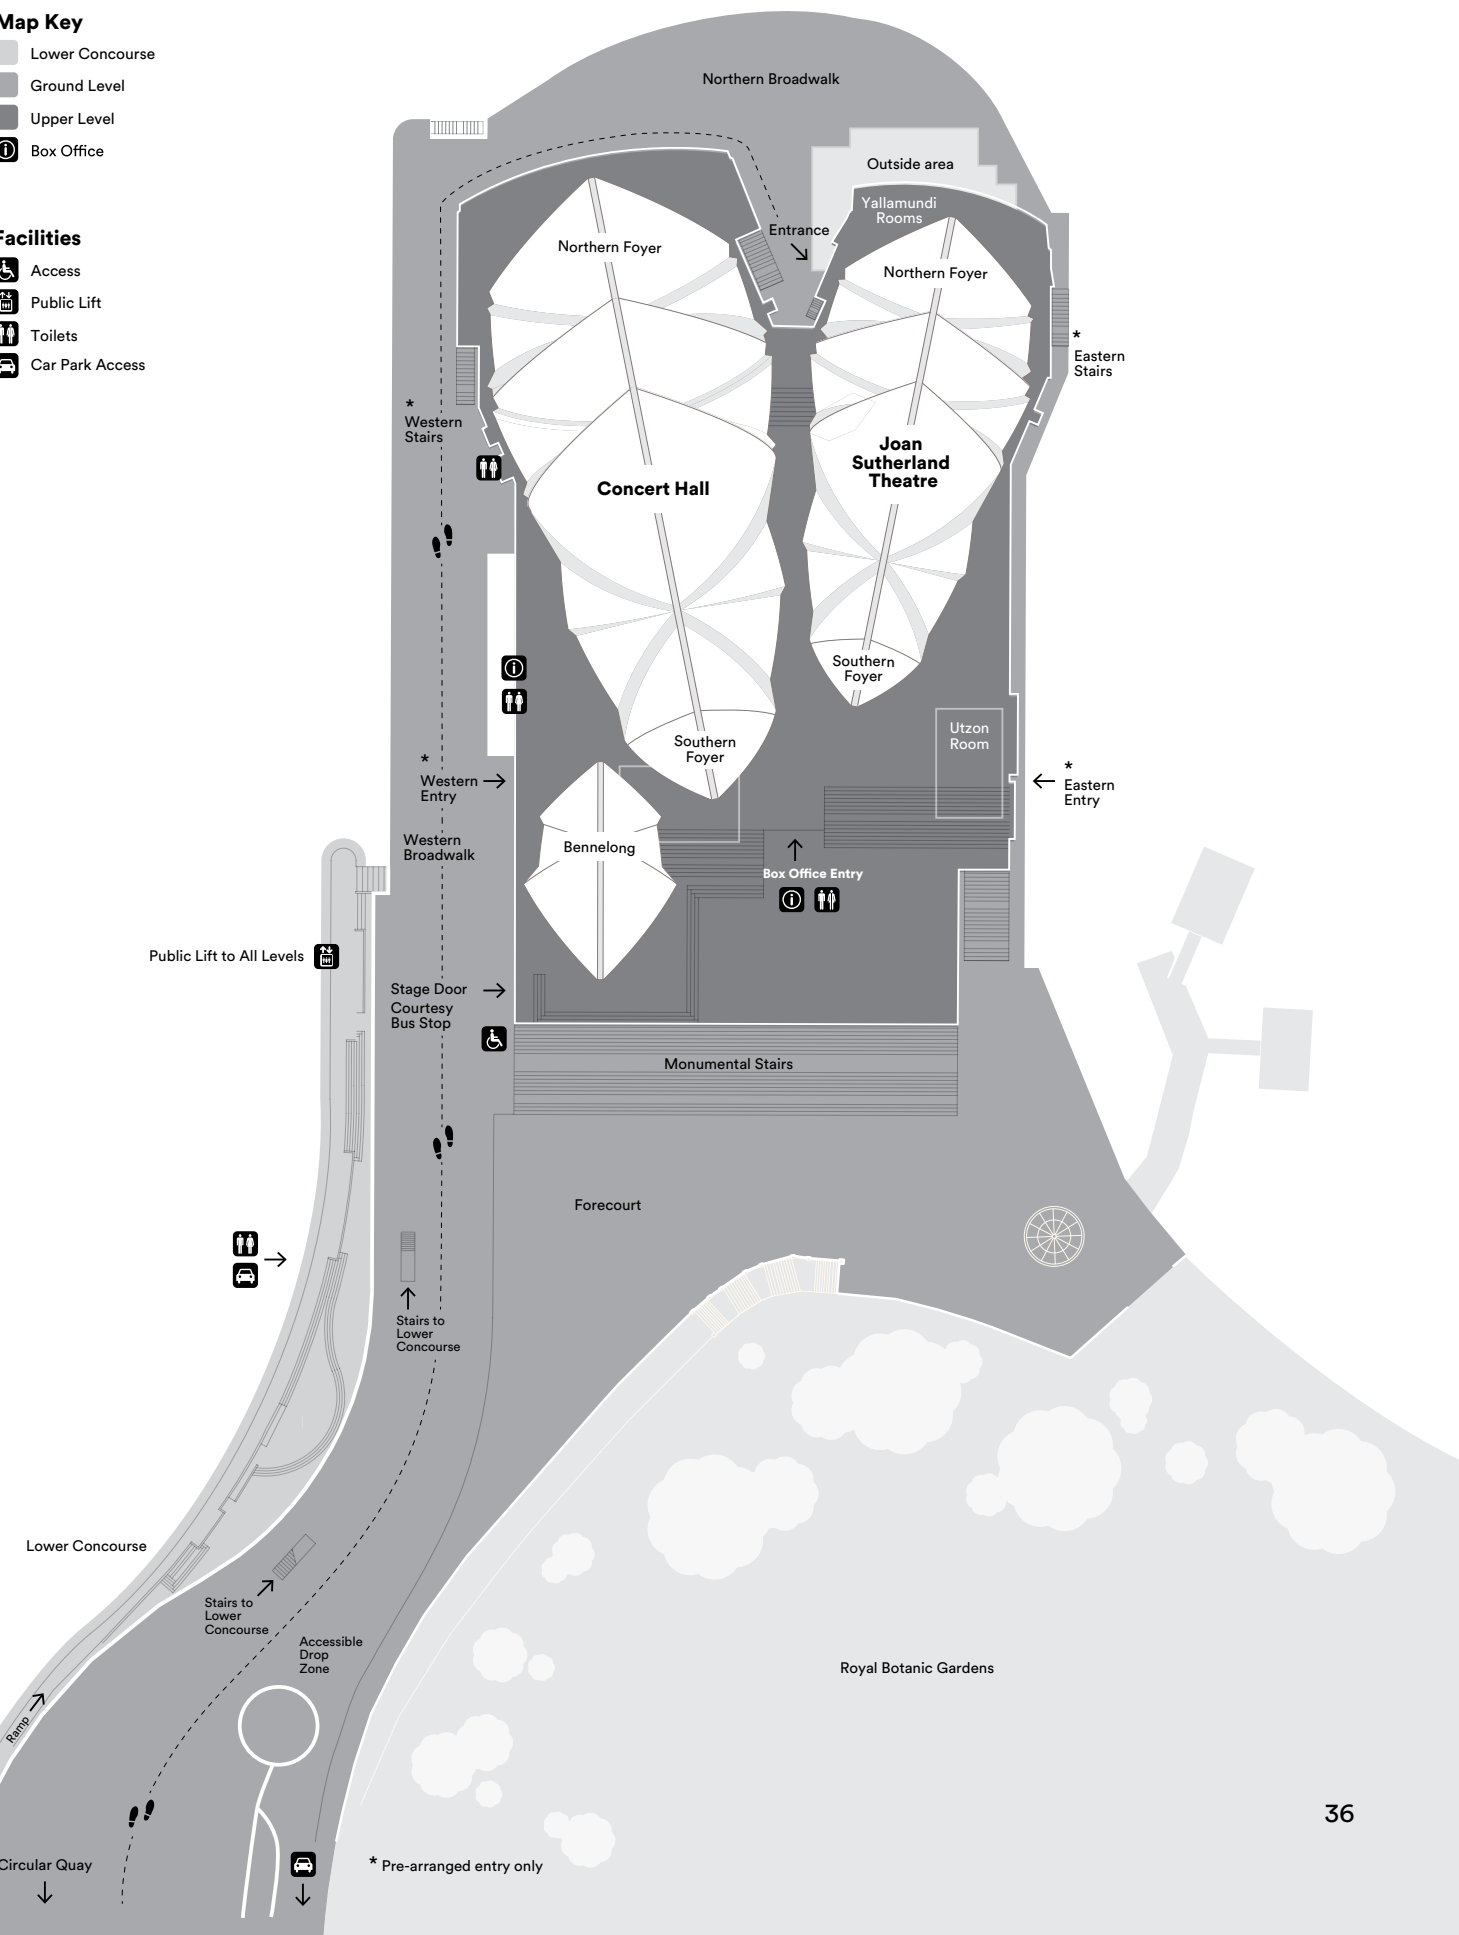 Map Key
Lower Concourse
Ground Level
Upper Level
Box Office
Facilities
Access
Public Lift
Toilets
Car Park Access
Northern Broadwalk
Outside area
Yallamundi
Rooms
Entrance
Northern Foyer
Northern Foyer
*
Eastern
Stairs
*
Western
Stairs
Joan
Sutherland
Theatre
Concert Hall
Southern
Foyer
Southern
Foyer
Utzon
Room
*
Western
Entry
*
Eastern
Entry
Western
Broadwalk
Bennelong
Box Office Entry
Public Lift to All Levels
Stage Door
Courtesy
Bus Stop
Monumental Stairs
Forecourt
Stairs to
Lower
Concourse
Lower Concourse
Stairs to
Lower
Concourse
Accessible
Drop
Zone
Royal Botanic Gardens
Ramp
36
Circular Quay
* Pre-arranged entry only